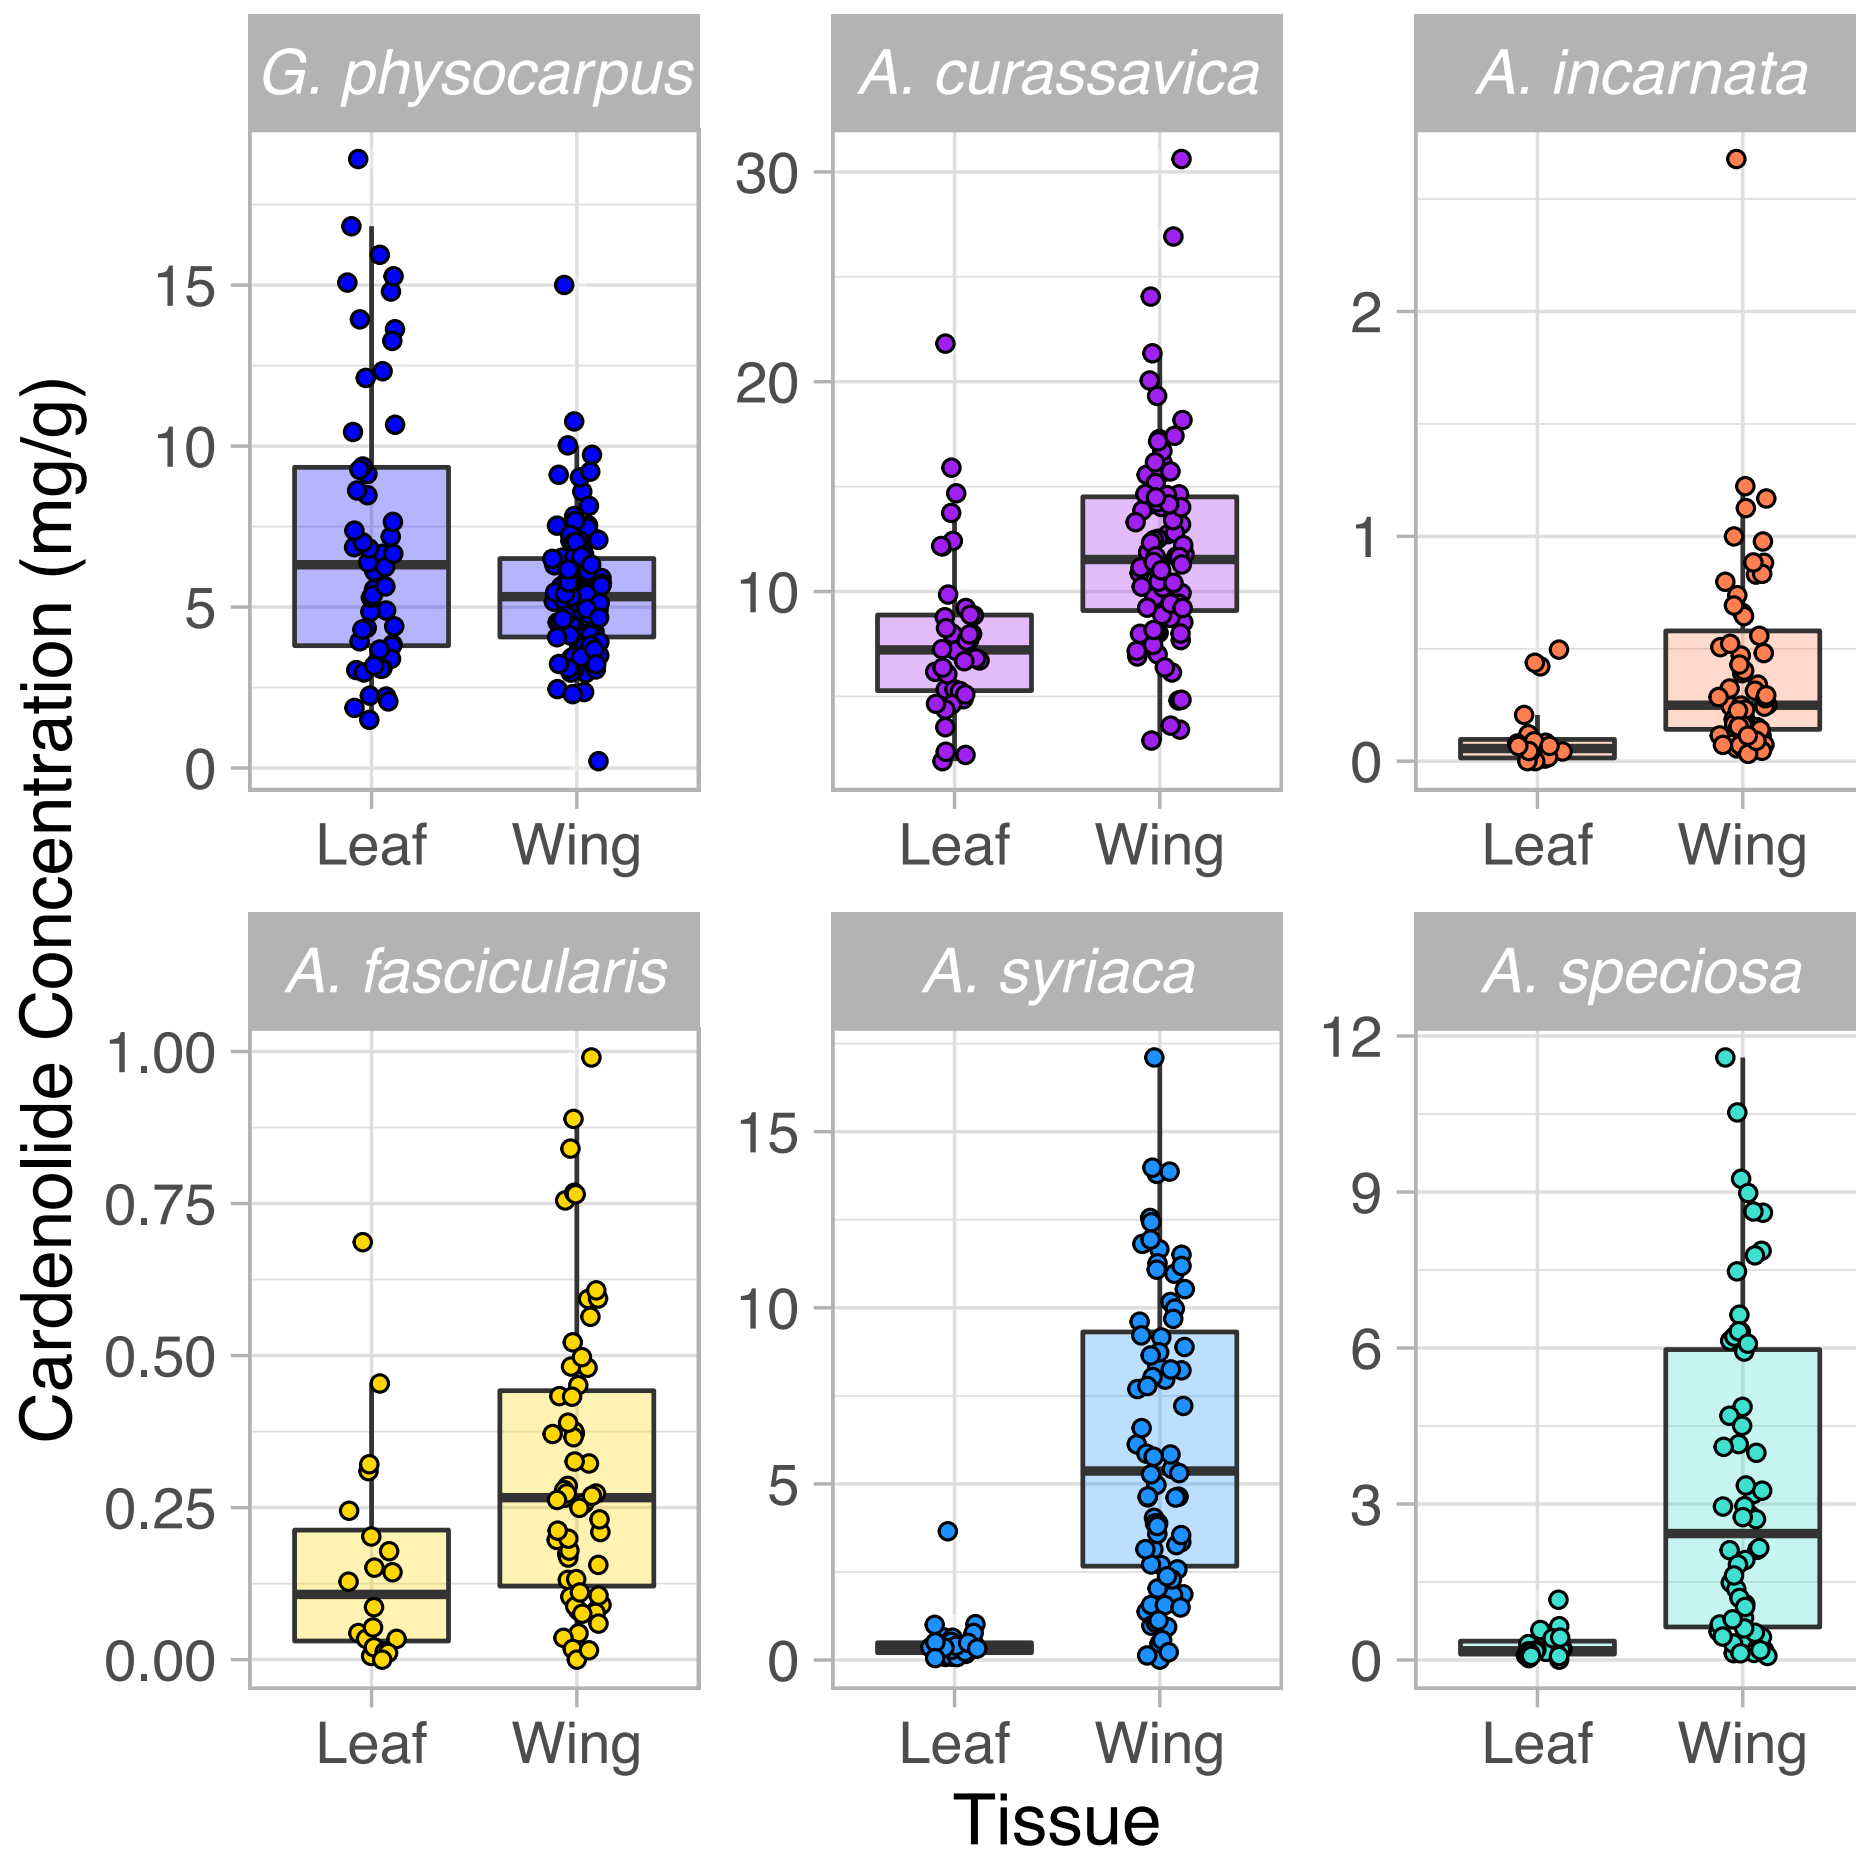 Cardenolide Concentration (mg/g)
G. physocarpus
A. curassavica
A. incarnata
15
10
5
0
30
20
10
2
1
0
Leaf
Wing
Leaf
Wing
Leaf
Wing
A. fascicularis
A. syriaca
A. speciosa
1.00
0.75
0.50
0.25
0.00
15
10
5
0
12
9
6
3
0
Leaf
Wing
Leaf
Wing
Leaf
Wing
Tissue